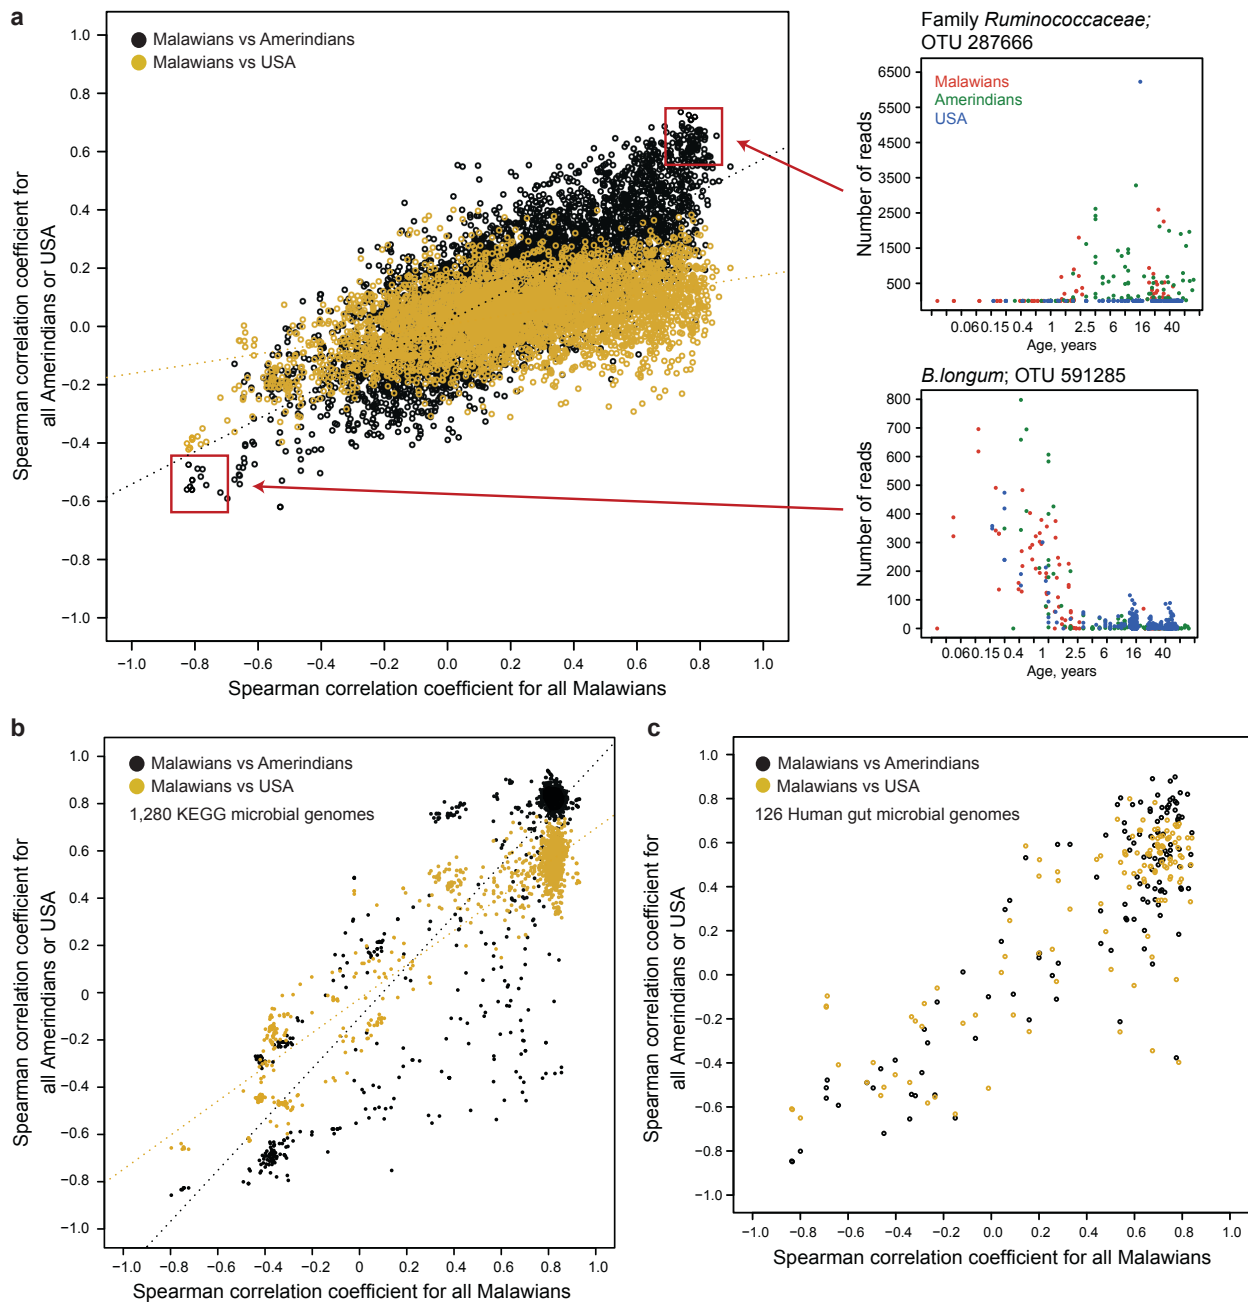 a
Malawians vs Amerindians
Malawians vs USA
1.0
0.8
0.6
0.4
0.2
0.0
−0.2
−0.4
−0.6
−0.8
−1.0
Spearman correlation coefficient for
all Amerindians or USA
−1.0 −0.8 −0.6 −0.4 −0.2 0.0 0.2 0.4 0.6 0.8 1.0
Spearman correlation coefficient for all Malawians
Family Ruminococcaceae;
OTU 287666
Malawians
Amerindians
USA
6500
5500
4500
3500
2500
1500
500
Number of reads
0.06 0.15 0.4 1 2.5 6 16 40
Age, years
B.longum; OTU 591285
800
700
600
500
400
300
200
100
0
Number of reads
0.06 0.15 0.4 1 2.5 6 16 40
Age, years
b
Malawians vs Amerindians
Malawians vs USA
1,280 KEGG microbial genomes
1.0
0.8
0.6
0.4
0.2
0
−0.2
−0.4
−0.6
−0.8
−1.0
Spearman correlation coefficient for
all Amerindians or USA
−1.0 −0.8 −0.6 −0.4 −0.2 0.0 0.2 0.4 0.6 0.8 1.0
Spearman correlation coefficient for all Malawians
c
Malawians vs Amerindians
Malawians vs USA
126 Human gut microbial genomes
1.0
0.8
0.6
0.4
0.2
0.0
−0.2
−0.4
−0.6
−0.8
−1.0
Spearman correlation coefficient for
all Amerindians or USA
−1.0 −0.8 −0.6 −0.4 −0.2 0.0 0.2 0.4 0.6 0.8 1.0
Spearman correlation coefficient for all Malawians